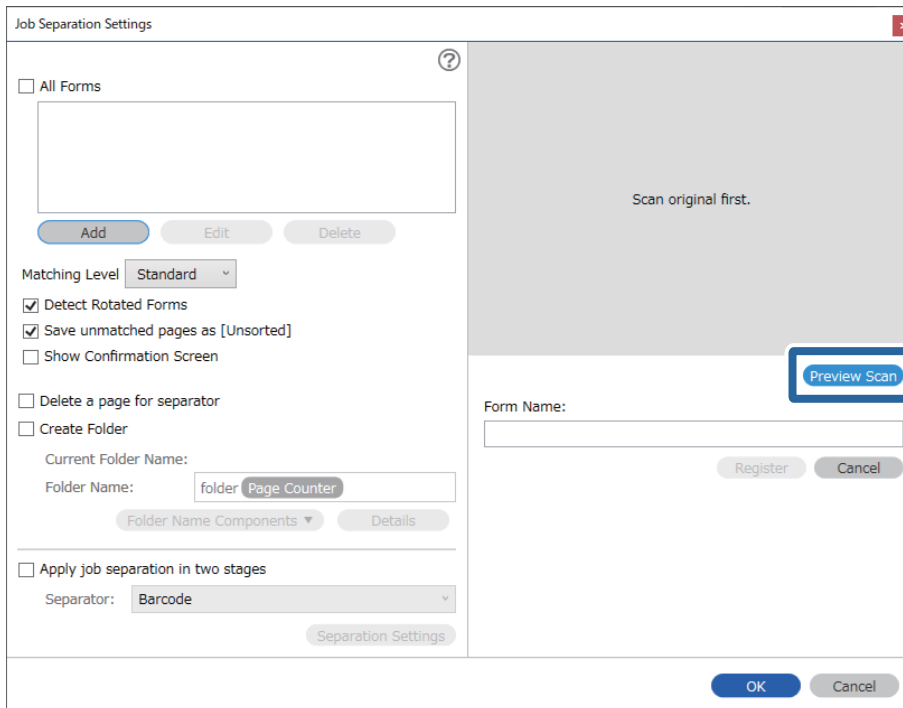 Job Separation Settings
All Forms
Add Edit Delete
Matching Level Standard
Detect Rotated Forms
Save unmatched pages as [Unsorted]
Show Confirmation Screen
Delete a page for separator
Create Folder
Current Folder Name:
Folder Name: folder Page Counter
Folder Name Components ▼ Details
Apply job separation in two stages
Separator: Barcode
Separation Settings
Scan original first.
Preview Scan
Form Name:
Register Cancel
OK Cancel